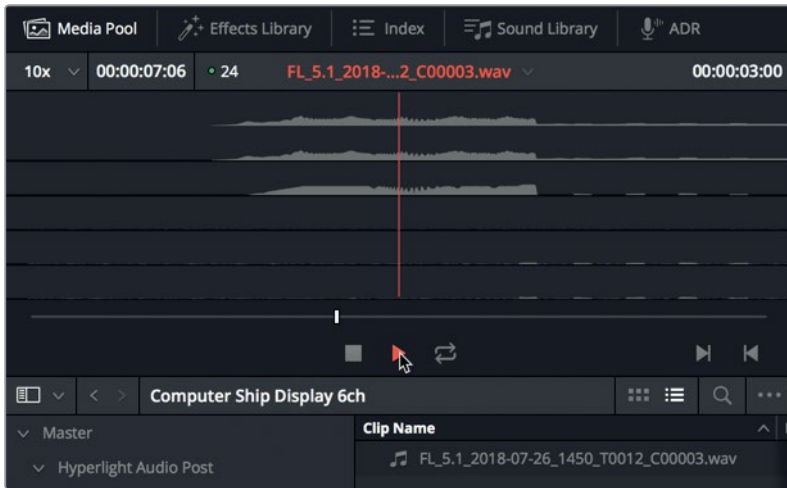 Media Pool Effects Library Index Sound Library ADR
10x 00:00:07:06 24 FL_5.1_2018-...2_C00003.wav 00:00:03:00
Computer Ship Display 6ch
Master Clip Name
Hyperlight Audio Post FL_5.1_2018-07-26_1450_T0012_C00003.wav